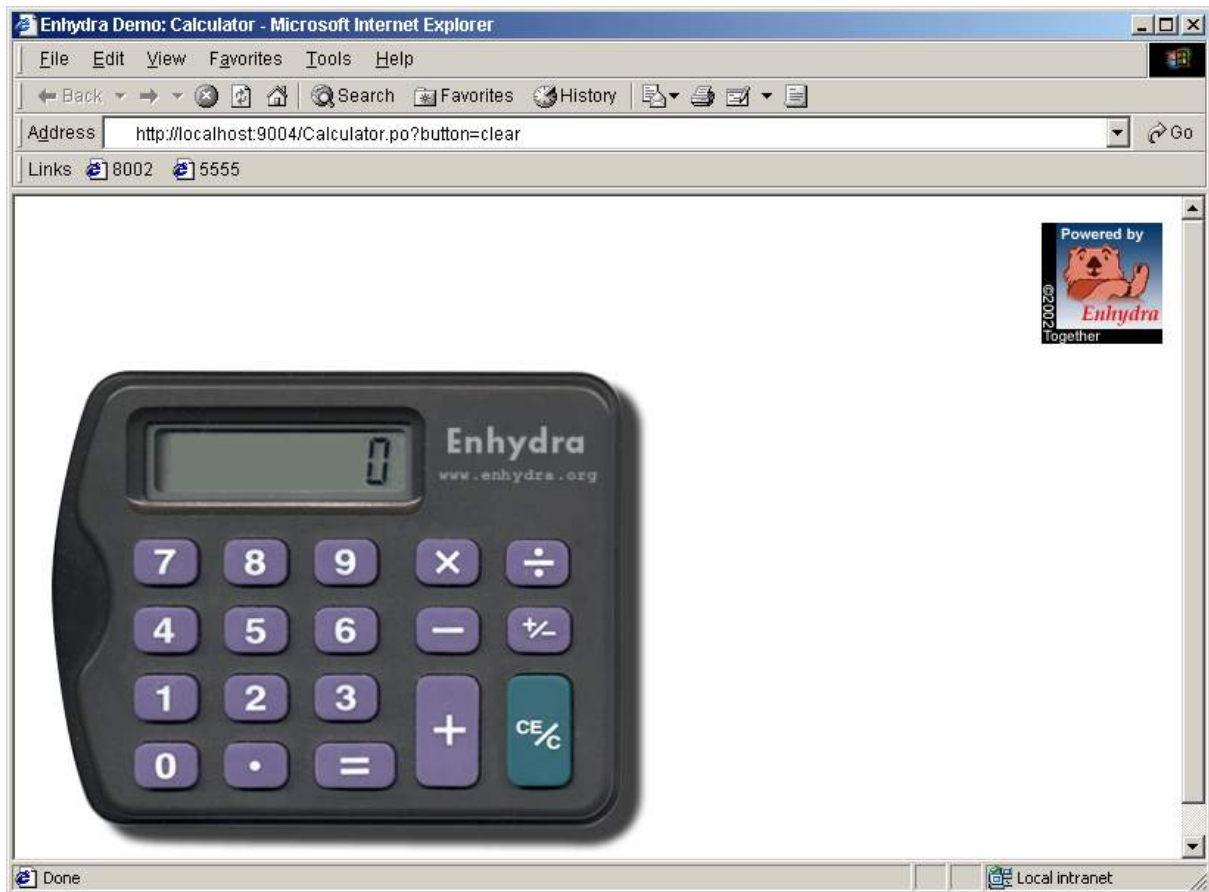 Enhydra Demo: Calculator - Microsoft Internet Explorer
File Edit View Favorites Tools Help
Back Search Favorites History
Address http://localhost:9004/Calculator.po?button=clear Go
Links 8002 5555
Powered by
Enhydra
©2002
Together
Enhydra
www.enhydra.org
0
7 8 9 × ÷
4 5 6 − +/−
1 2 3 + CE/C
0 . =
Done Local intranet